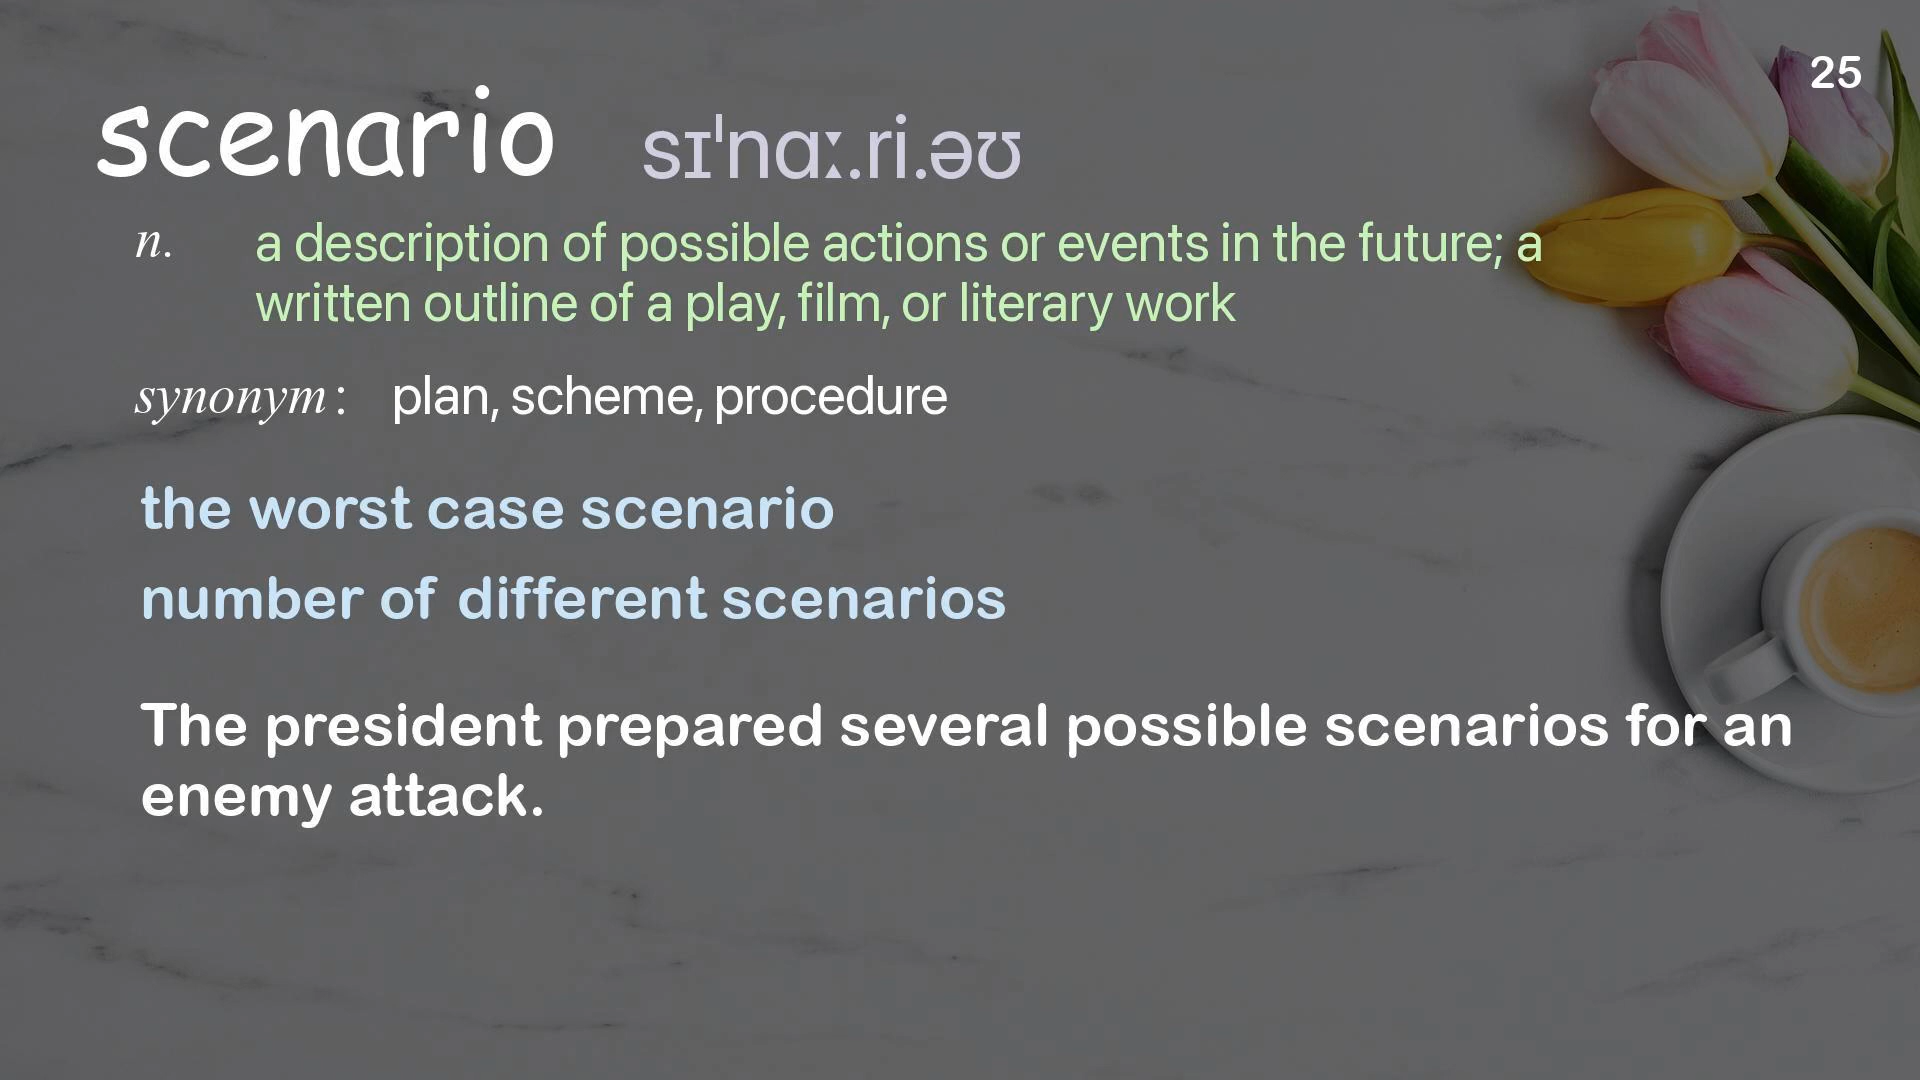 25
scenario sɪˈnɑː.ri.əʊ
n. a description of possible actions or events in the future; a
written outline of a play, film, or literary work
synonym: plan, scheme, procedure
the worst case scenario
number of different scenarios
The president prepared several possible scenarios for an
enemy attack.